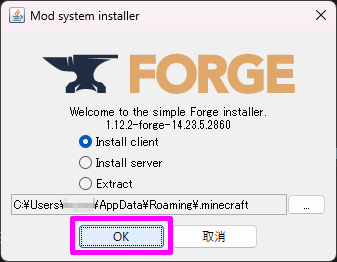 Mod system installer
FORGE
Welcome to the simple Forge installer.
1.12.2-forge-14.23.5.2860
Install client
Install server
Extract
C:¥Users¥ ¥AppData¥Roaming¥.minecraft
...
OK
取消